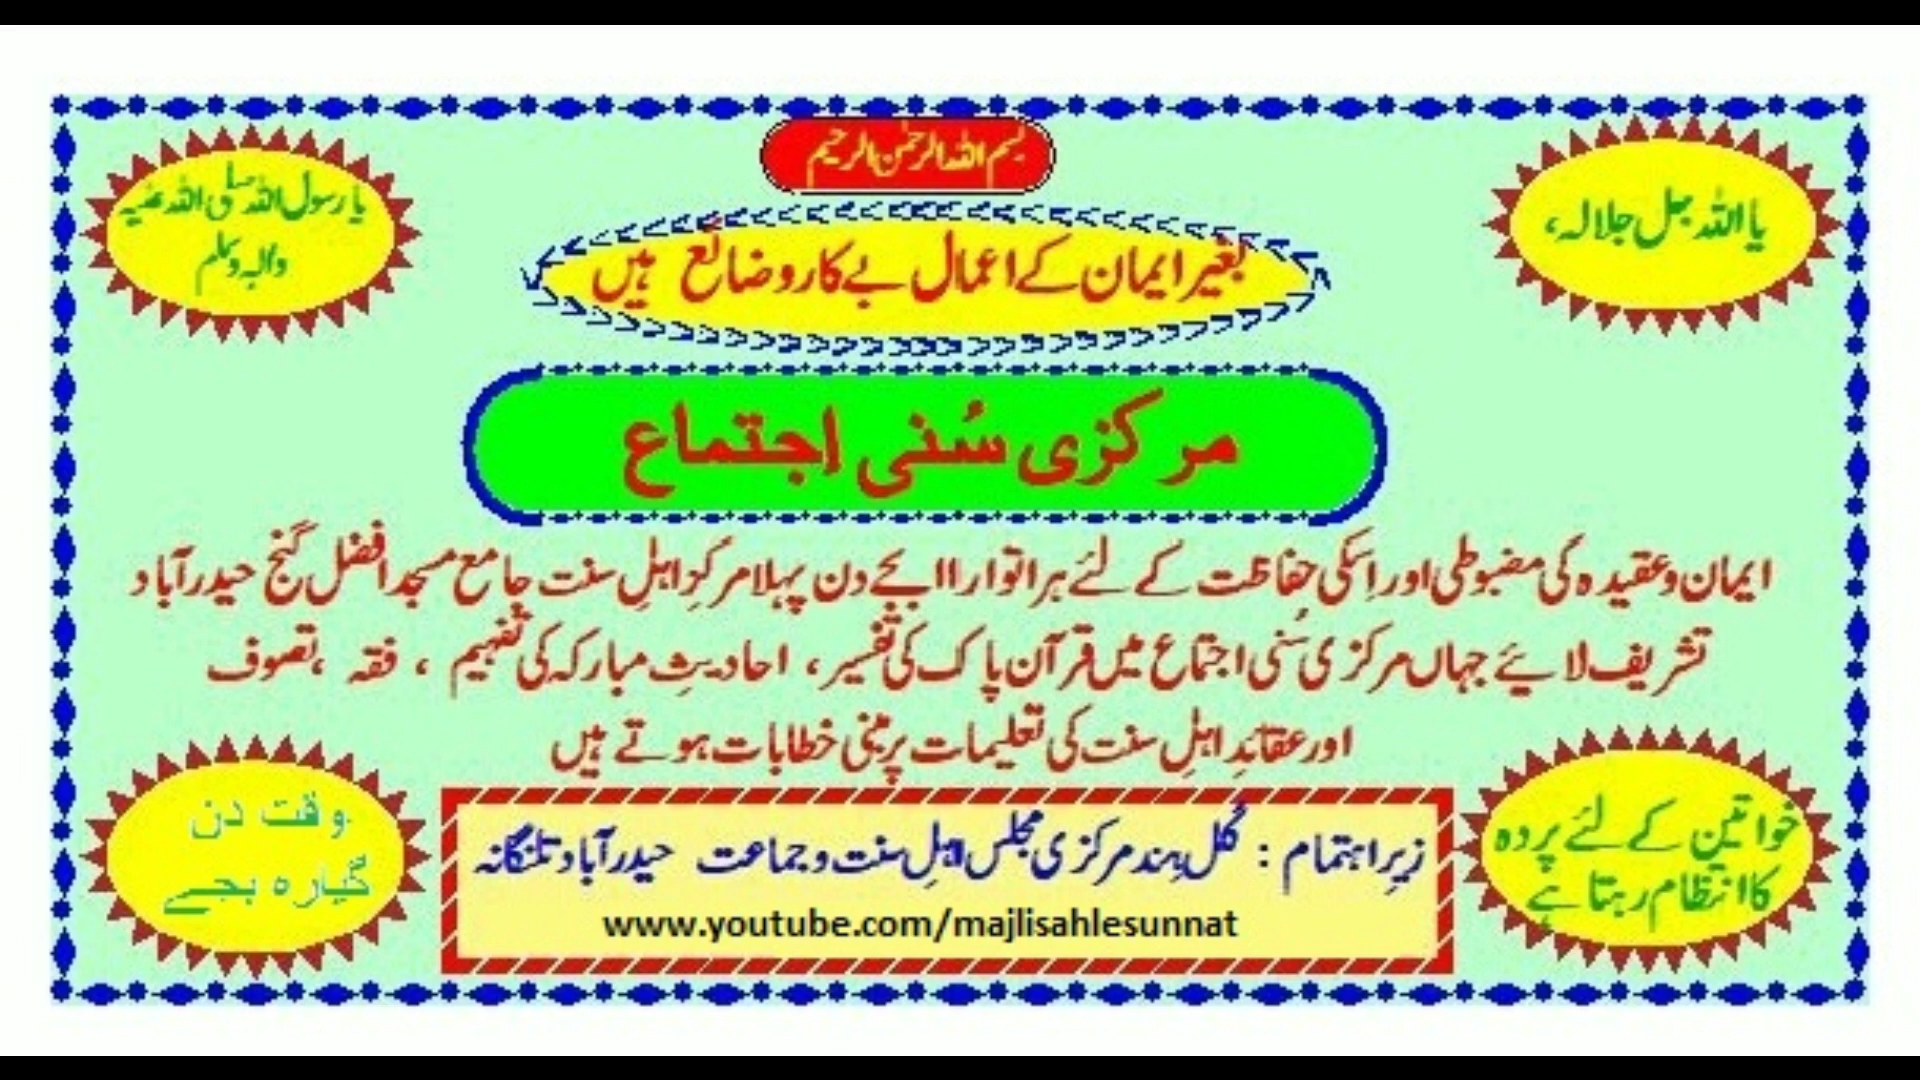 بسم اللہ الرحمٰن الرحیم
یا اللہ جل جلالہ،
یا رسول اللہ صلی اللہ علیہ
والہ وسلم
بغیر ایمان کے اعمال بے کار و ضائع ہیں
مرکزی سُنی اِجتماع
ایمان و عقیدہ کی مضبوطی اور اِسکی حفاظت کے لئے ہر اتوار ۱۱ بجے دن پہلا مرکزِ اہلِ سنت جامع مسجد افضل گنج حیدرآباد
تشریف لائیے جہاں مرکزی سُنی اجتماع میں قرآن پاک کی تفسیر ، احادیثِ مبارکہ کی تفہیم ، فقہ ،تصوف
اور عقائدِ اہلِ سنت کی تعلیمات پر مبنی خطابات ہوتے ہیں
خواتین کے لئے پردہ
کا انتظام رہتا ہے
وقت دن
گیارہ بجے
زیرِ اہتمام : کُل ہند مرکزی مجلس اہلِ سنت و جماعت حیدرآباد تلنگانہ
www.youtube.com/majlisahlesunnat